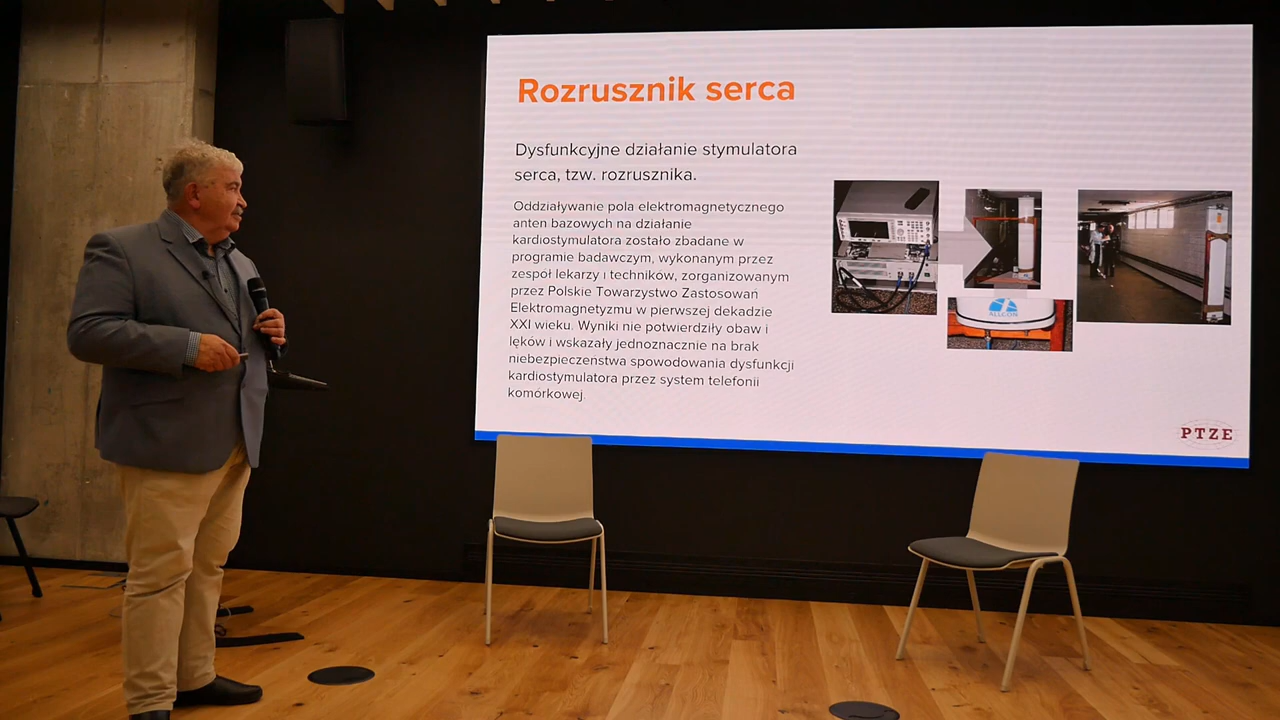 Rozrusznik serca
Dysfunkcyjne działanie stymulatora
serca, tzw. rozrusznika.
Oddziaływanie pola elektromagnetycznego
anten bazowych na działanie
kardiostymulatora zostało zbadane w
programie badawczym, wykonanym przez
zespół lekarzy i techników, zorganizowanym
przez Polskie Towarzystwo Zastosowań
Elektromagnetyzmu w pierwszej dekadzie
XXI wieku. Wyniki nie potwierdziły obaw i
lęków i wskazały jednoznacznie na brak
niebezpieczeństwa spowodowania dysfunkcji
kardiostymulatora przez system telefonii
komórkowej.
ALLGON
PTZE